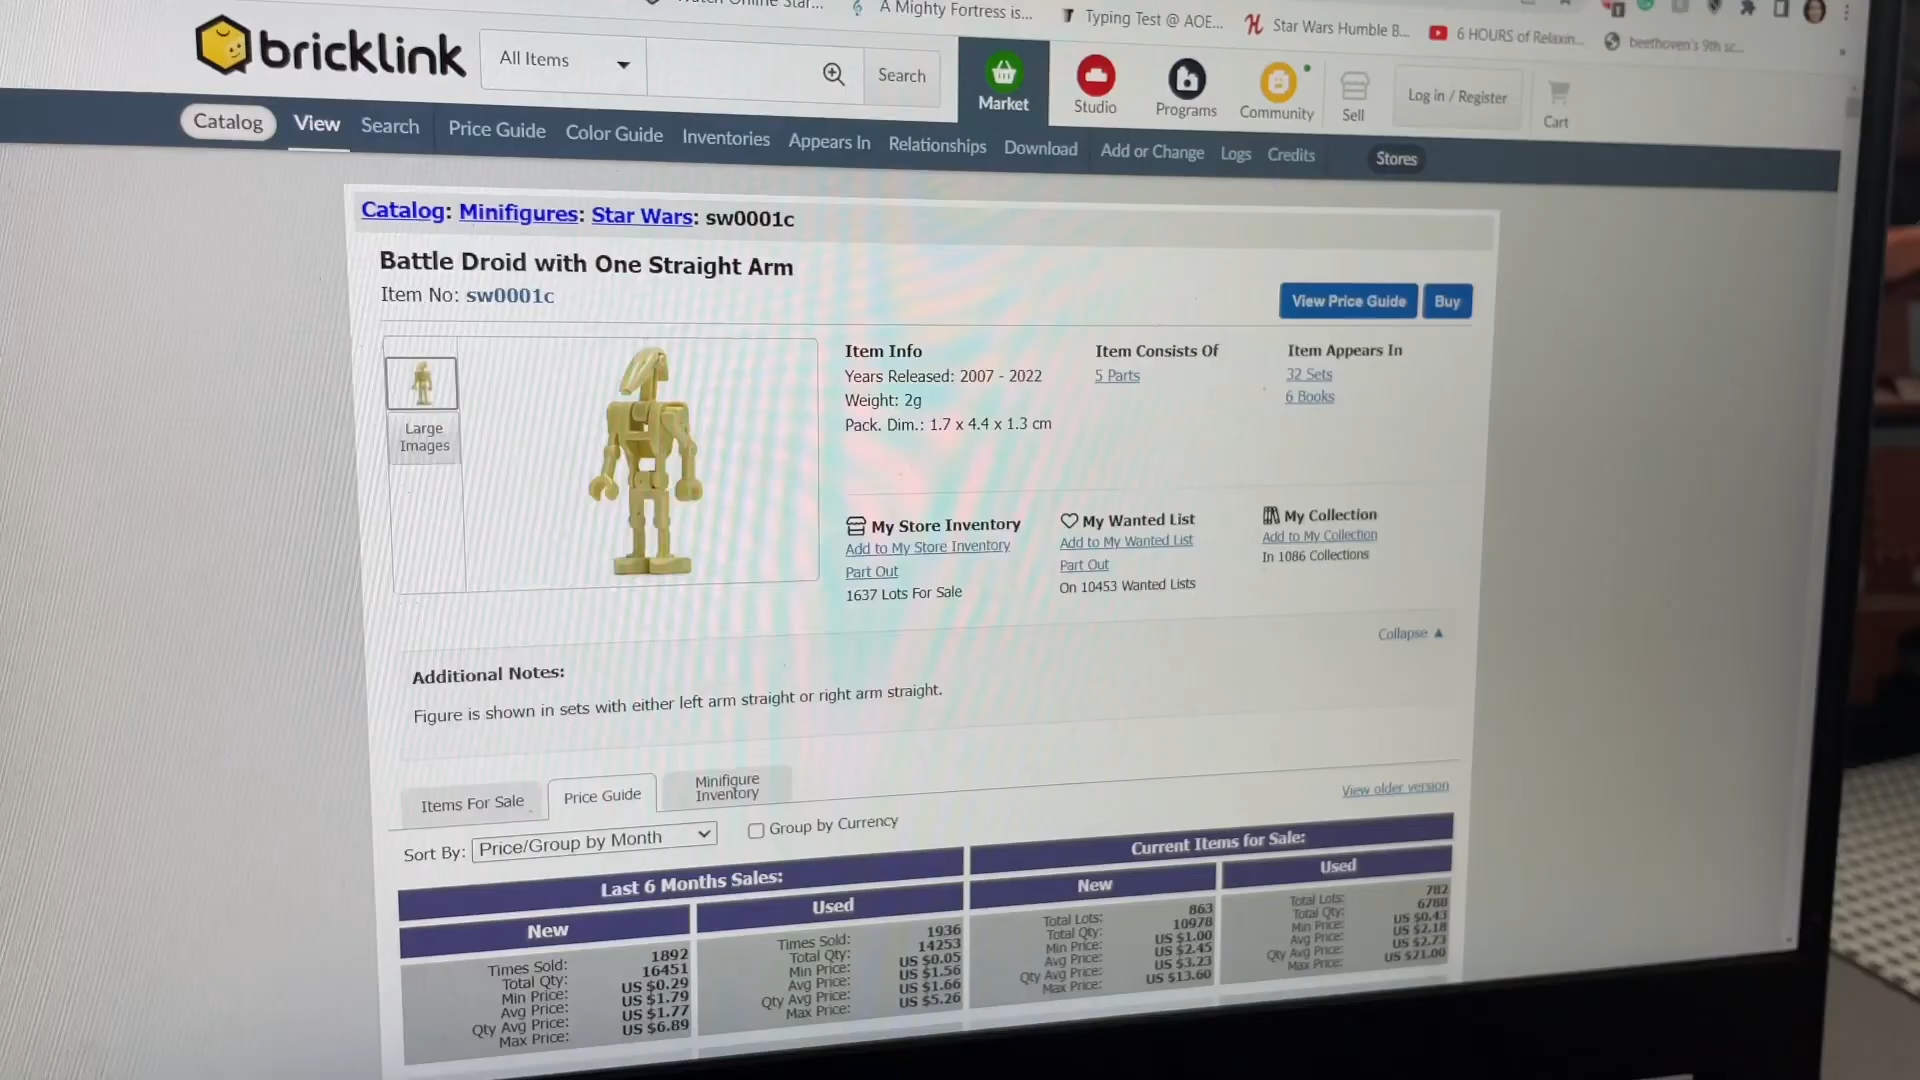 A Mighty Fortress is...
Typing Test @ AOE...
Star Wars Humble B...
6 HOURS of Relaxin...
beethoven's 9th sc...
bricklink
All Items
Search
Market
Studio
Programs
Community
Sell
Log in / Register
Cart
Catalog
View
Search
Price Guide
Color Guide
Inventories
Appears In
Relationships
Download
Add or Change
Logs
Credits
Stores
Catalog: Minifigures: Star Wars: sw0001c
Battle Droid with One Straight Arm
Item No: sw0001c
View Price Guide
Buy
Large
Images
Item Info
Years Released: 2007 - 2022
Weight: 2g
Pack. Dim.: 1.7 x 4.4 x 1.3 cm
Item Consists Of
5 Parts
Item Appears In
32 Sets
6 Books
My Store Inventory
Add to My Store Inventory
Part Out
1637 Lots For Sale
My Wanted List
Add to My Wanted List
Part Out
On 10453 Wanted Lists
My Collection
Add to My Collection
In 1086 Collections
Collapse
Additional Notes:
Figure is shown in sets with either left arm straight or right arm straight.
Items For Sale
Price Guide
Minifigure
Inventory
View older version
Sort By: Price/Group by Month
Group by Currency
Last 6 Months Sales:
Current Items for Sale:
New
Times Sold: 1892
Total Qty: 16451
Min Price: US $0.29
Avg Price: US $1.79
Qty Avg Price: US $1.77
Max Price: US $6.89
Used
Times Sold: 1936
Total Qty: 14253
Min Price: US $0.05
Avg Price: US $1.56
Qty Avg Price: US $1.66
Max Price: US $5.26
New
Total Lots: 863
Total Qty: 10978
Min Price: US $1.00
Avg Price: US $2.45
Qty Avg Price: US $3.23
Max Price: US $13.60
Used
Total Lots: 782
Total Qty: 6788
Min Price: US $0.43
Avg Price: US $2.18
Qty Avg Price: US $2.73
Max Price: US $21.00